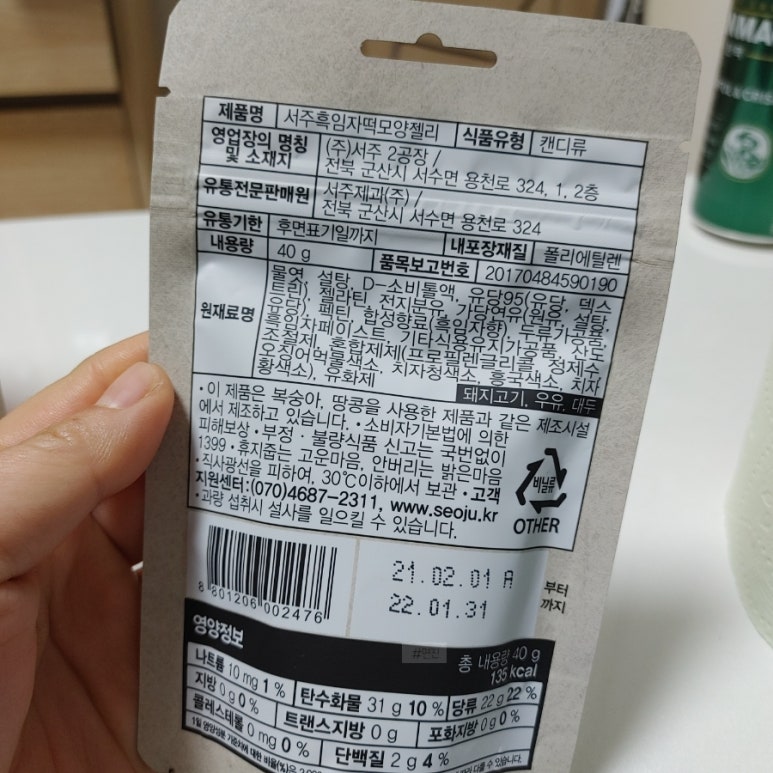 제품명 서주흑임자떡모양젤리 식품유형 캔디류
영업장의 명칭 및 소재지 (주)서주 2공장 / 전북 군산시 서수면 용천로 324, 1, 2층
유통전문판매원 서주제과(주) / 전북 군산시 서수면 용천로 324
유통기한 후면표기일까지 내포장재질 폴리에틸렌
내용량 40 g 품목보고번호 20170484590190
원재료명
물엿, 설탕, D-소비톨액, 유당95(유당, 덱스
트린), 젤라틴, 전지분유, 가당연유(원유, 설탕,
유당), 펙틴, 합성향료(흑임자향), 두류가공품,
흑임자페이스트, 기타식용유지가공품, 산도
조절제, 혼합제제(프로필렌글리콜, 정제수,
오징어먹물색소, 치자청색소, 홍국색소, 치자
황색소), 유화제
돼지고기, 우유, 대두
•이 제품은 복숭아, 땅콩을 사용한 제품과 같은 제조시설
에서 제조하고 있습니다. •소비자기본법에 의한
피해보상 •부정 · 불량식품 신고는 국번없이
1399 •휴지줍는 고운마음, 안버리는 밝은마음
•직사광선을 피하여, 30℃이하에서 보관 •고객
지원센터:(070)4687-2311, www.seoju.kr
•과량 섭취시 설사를 일으킬 수 있습니다.
비닐류
OTHER
8 801206 002476
21.02.01 A 부터
22.01.31 까지
영양정보
총 내용량 40 g
135 kcal
나트륨 10 mg 1 % 탄수화물 31 g 10 % 당류 22 g 22 %
지방 0 g 0 % 트랜스지방 0 g 포화지방 0 g 0 %
콜레스테롤 0 mg 0 % 단백질 2 g 4 %
1일 영양성분 기준치에 대한 비율(%)은
다를 수 있습니다.